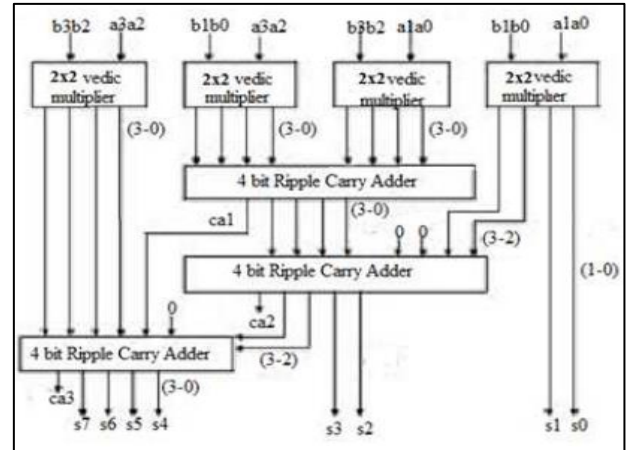 b3b2 a3a2 b1b0 a3a2 b3b2 a1a0 b1b0 a1a0
2x2 vedic multiplier
2x2 vedic multiplier
2x2 vedic multiplier
2x2 vedic multiplier
(3-0) (3-0) (3-0)
4 bit Ripple Carry Adder
ca1 (3-0)
0 0 (3-2)
4 bit Ripple Carry Adder
(1-0)
0 ca2
4 bit Ripple Carry Adder (3-2)
ca3 (3-0)
s7 s6 s5 s4 s3 s2 s1 s0